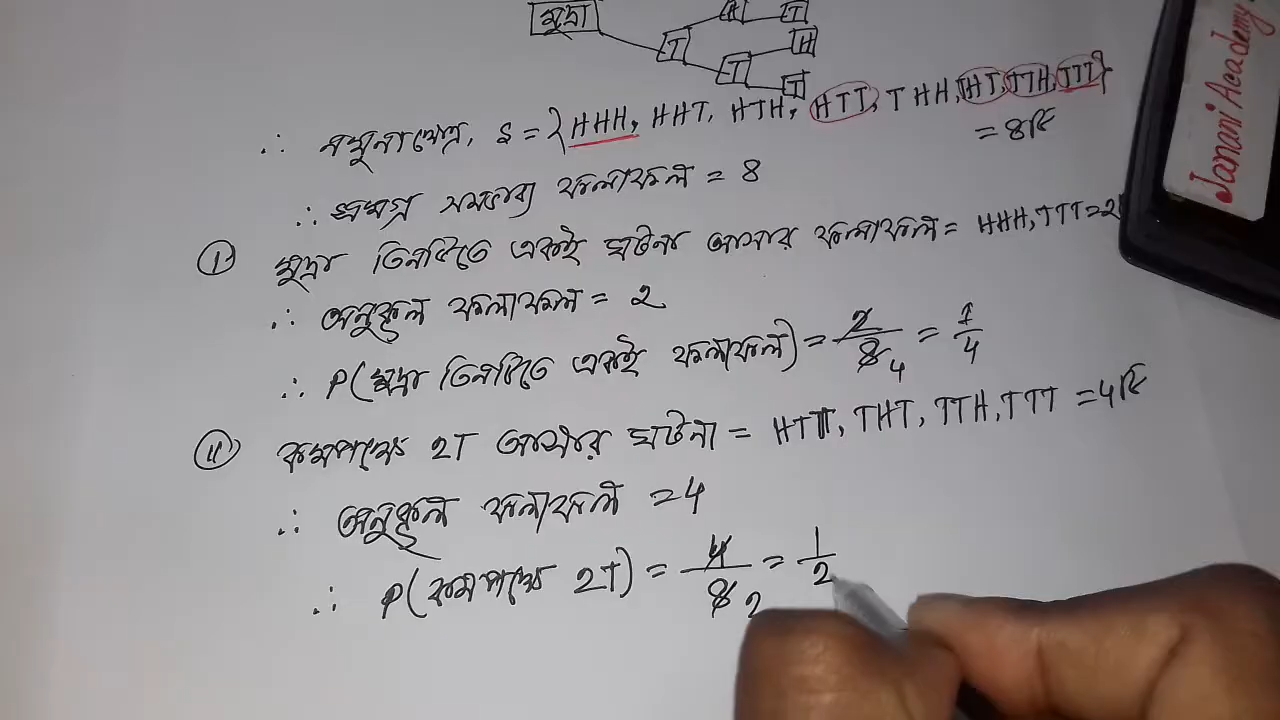 মুদ্রা
H T
T H
T T
∴ নমুনাক্ষেত্র, S = { HHH, HHT, HTH, HTT, THH, THT, TTH, TTT }
= 8টি
∴ সমগ্র সম্ভাব্য ফলাফল = 8
(i) মুদ্রা তিনটিতে একই ঘটনা আসার ফলাফল = HHH, TTT = 2টি
∴ অনুকূল ফলাফল = 2
∴ P(মুদ্রা তিনটিতে একই ফলাফল) = 2/8 4 = 1/4
(ii) কমপক্ষে 2T আসার ঘটনা = HTT, THT, TTH, TTT = 4টি
∴ অনুকূল ফলাফল = 4
∴ P(কমপক্ষে 2T) = 4/8 2 = 1/2
Janani Academy